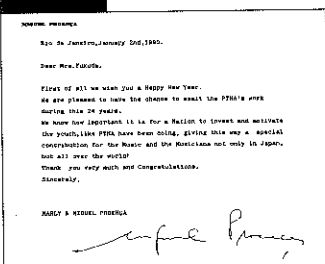 MIGUEL PROENÇA
Rio de Janeiro, January 2nd, 1990.
Dear Mrs. Fukuda,
First of all we wish you a Happy New Year.
We are pleased to have the chance to exalt the PTNA's work
during this 24 years.
We know how important it is for a Nation to invest and motivate
the youth, like PTNA have been doing, giving this way a special
contribution for the Music and the Musicians not only in Japan,
but all over the world!
Thank you very much and Congratulations.
Sincerely,
MARLY & MIGUEL PROENÇA